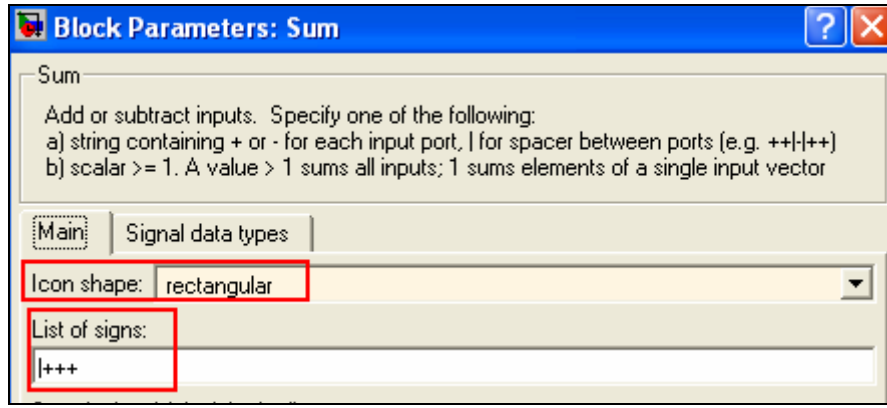 Block Parameters: Sum
Sum
Add or subtract inputs. Specify one of the following:
a) string containing + or - for each input port, | for spacer between ports (e.g. ++|-|++)
b) scalar >= 1. A value > 1 sums all inputs; 1 sums elements of a single input vector
Main Signal data types
Icon shape: rectangular
List of signs:
|+++